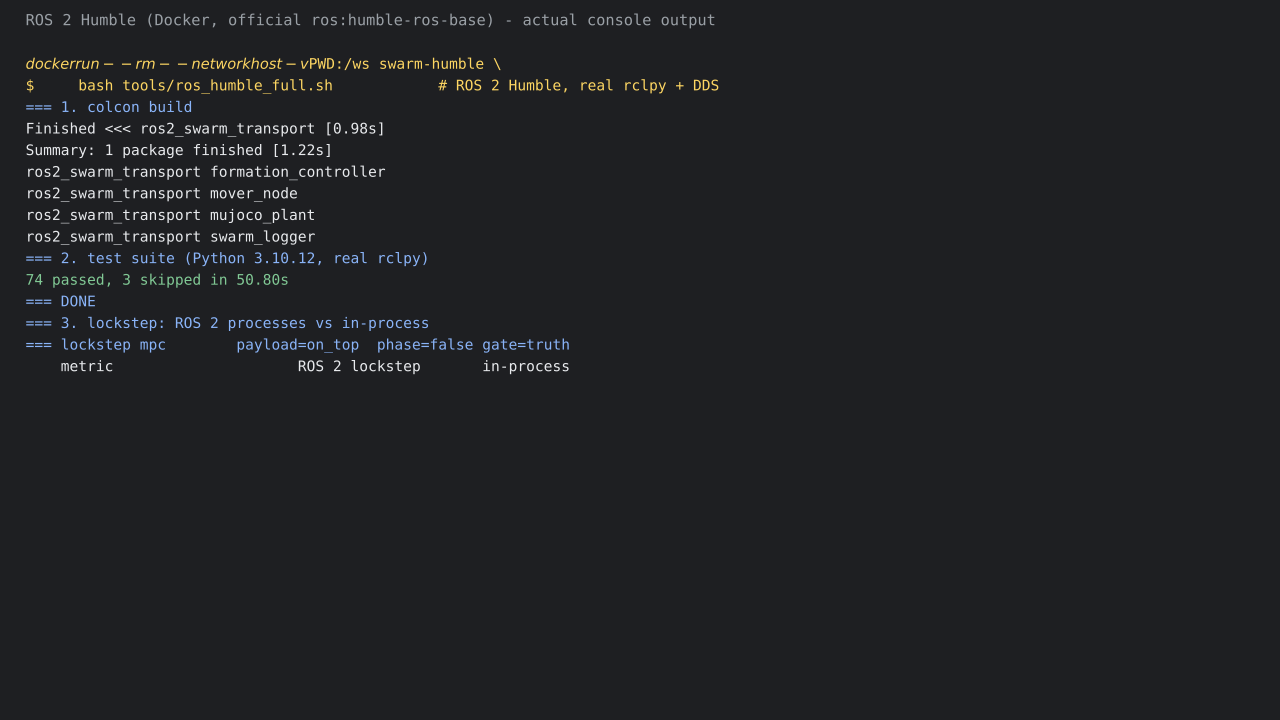 ROS 2 Humble (Docker, official ros:humble-ros-base) - actual console output
dockerrun−−rm−−networkhost−vPWD:/ws swarm-humble \
$     bash tools/ros_humble_full.sh            # ROS 2 Humble, real rclpy + DDS
=== 1. colcon build
Finished <<< ros2_swarm_transport [0.98s]
Summary: 1 package finished [1.22s]
ros2_swarm_transport formation_controller
ros2_swarm_transport mover_node
ros2_swarm_transport mujoco_plant
ros2_swarm_transport swarm_logger
=== 2. test suite (Python 3.10.12, real rclpy)
74 passed, 3 skipped in 50.80s
=== DONE
=== 3. lockstep: ROS 2 processes vs in-process
=== lockstep mpc        payload=on_top  phase=false gate=truth
    metric                     ROS 2 lockstep       in-process